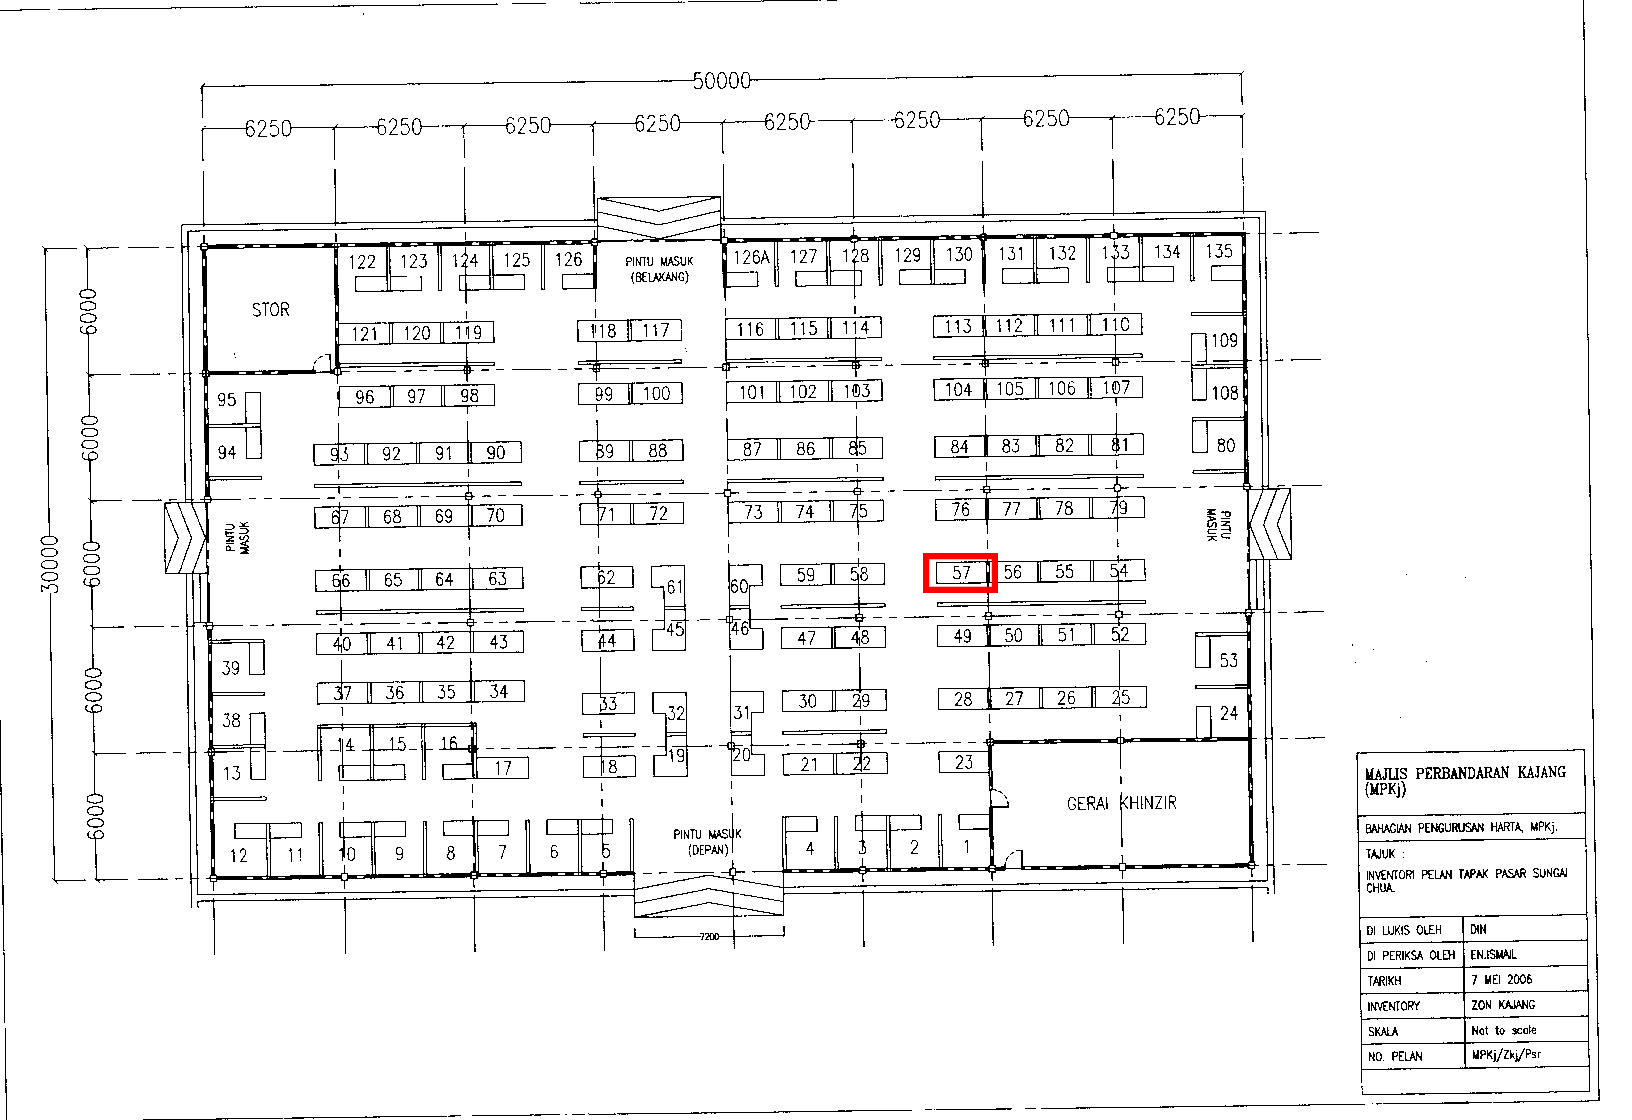 50000
6250 6250 6250 6250 6250 6250 6250 6250
30000
6000
6000
6000
6000
6000
122 123 124 125 126
PINTU MASUK
(BELAKANG)
126A 127 128 129 130 131 132 133 134 135
STOR
121 120 119 118 117 116 115 114 113 112 111 110
109
95 96 97 98 99 100 101 102 103 104 105 106 107 108
94 93 92 91 90 89 88 87 86 85 84 83 82 81 80
PINTU
MASUK
67 68 69 70 71 72 73 74 75 76 77 78 79
PINTU
MASUK
66 65 64 63 62 61 60 59 58 57 56 55 54
40 41 42 43 44 45 46 47 48 49 50 51 52
39 53
37 36 35 34 33 32 31 30 29 28 27 26 25
38 24
14 15 16
13 17 18 19 20 21 22 23
GERAI KHINZIR
PINTU MASUK
(DEPAN)
12 11 10 9 8 7 6 5 4 3 2 1
7200
MAJLIS PERBANDARAN KAJANG
(MPKj)
BAHAGIAN PENGURUSAN HARTA, MPKj.
TAJUK :
INVENTORI PELAN TAPAK PASAR SUNGAI
CHUA.
DI LUKIS OLEH DIN
DI PERIKSA OLEH EN.ISMAIL
TARIKH 7 MEI 2006
INVENTORY ZON KAJANG
SKALA Not to scale
NO. PELAN MPKj/Zkj/Psr